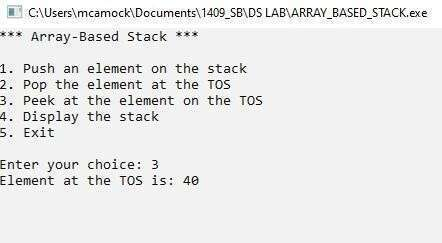 C:\Users\mcamock\Documents\1409_SB\DS LAB\ARRAY_BASED_STACK.exe
*** Array-Based Stack ***
1. Push an element on the stack
2. Pop the element at the TOS
3. Peek at the element on the TOS
4. Display the stack
5. Exit
Enter your choice: 3
Element at the TOS is: 40